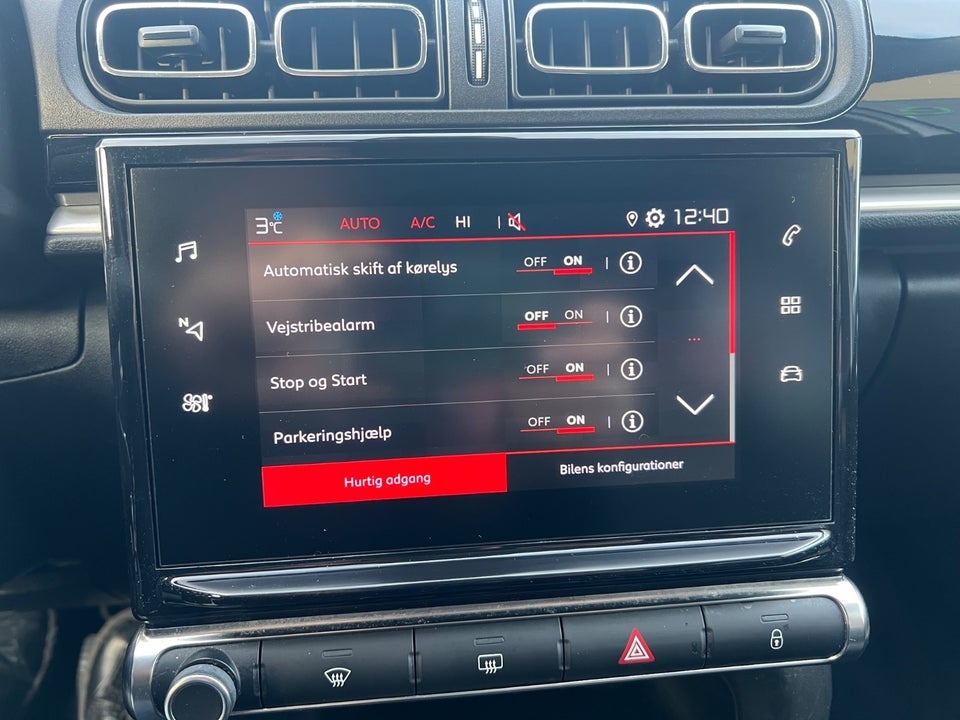 3°C AUTO A/C HI | 12:40
Automatisk skift af kørelys OFF ON | i
Vejstribealarm OFF ON | i
Stop og Start OFF ON | i
Parkeringshjælp OFF ON | i
Hurtig adgang Bilens konfigurationer
N